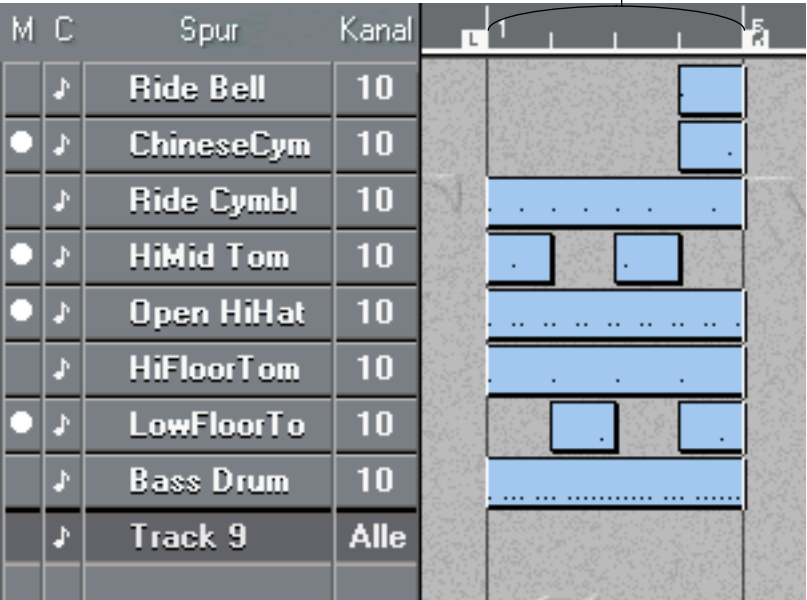 M C Spur Kanal L 1 5 R
Ride Bell 10
ChineseCym 10
Ride Cymbl 10
HiMid Tom 10
Open HiHat 10
HiFloorTom 10
LowFloorTo 10
Bass Drum 10
Track 9 Alle